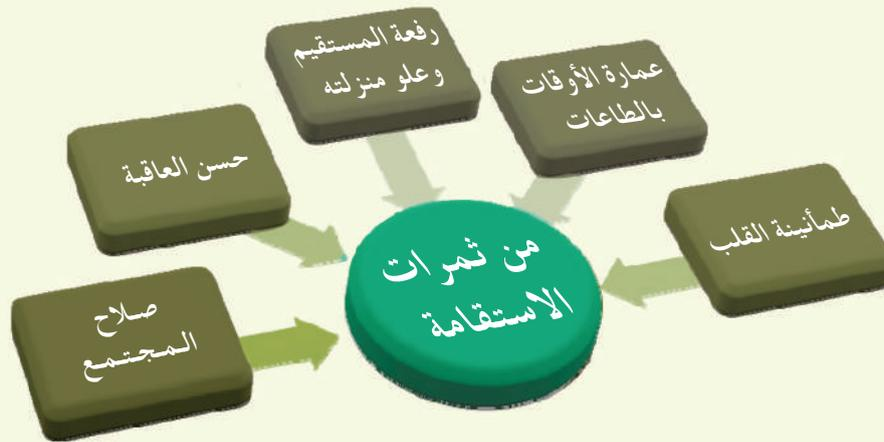 من ثمرات
الاستقامة
طمأنينة القلب
عمارة الأوقات
بالطاعات
رفعة المستقيم
وعلو منزلته
حسن العاقبة
صلاح
المجتمع